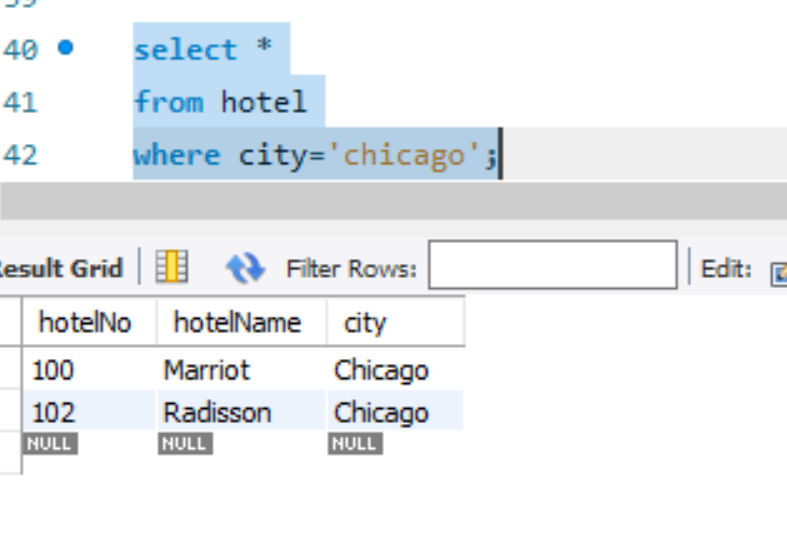 39
40 select *
41 from hotel
42 where city='chicago';
Result Grid Filter Rows: Edit:
hotelNo hotelName city
100 Marriot Chicago
102 Radisson Chicago
NULL NULL NULL